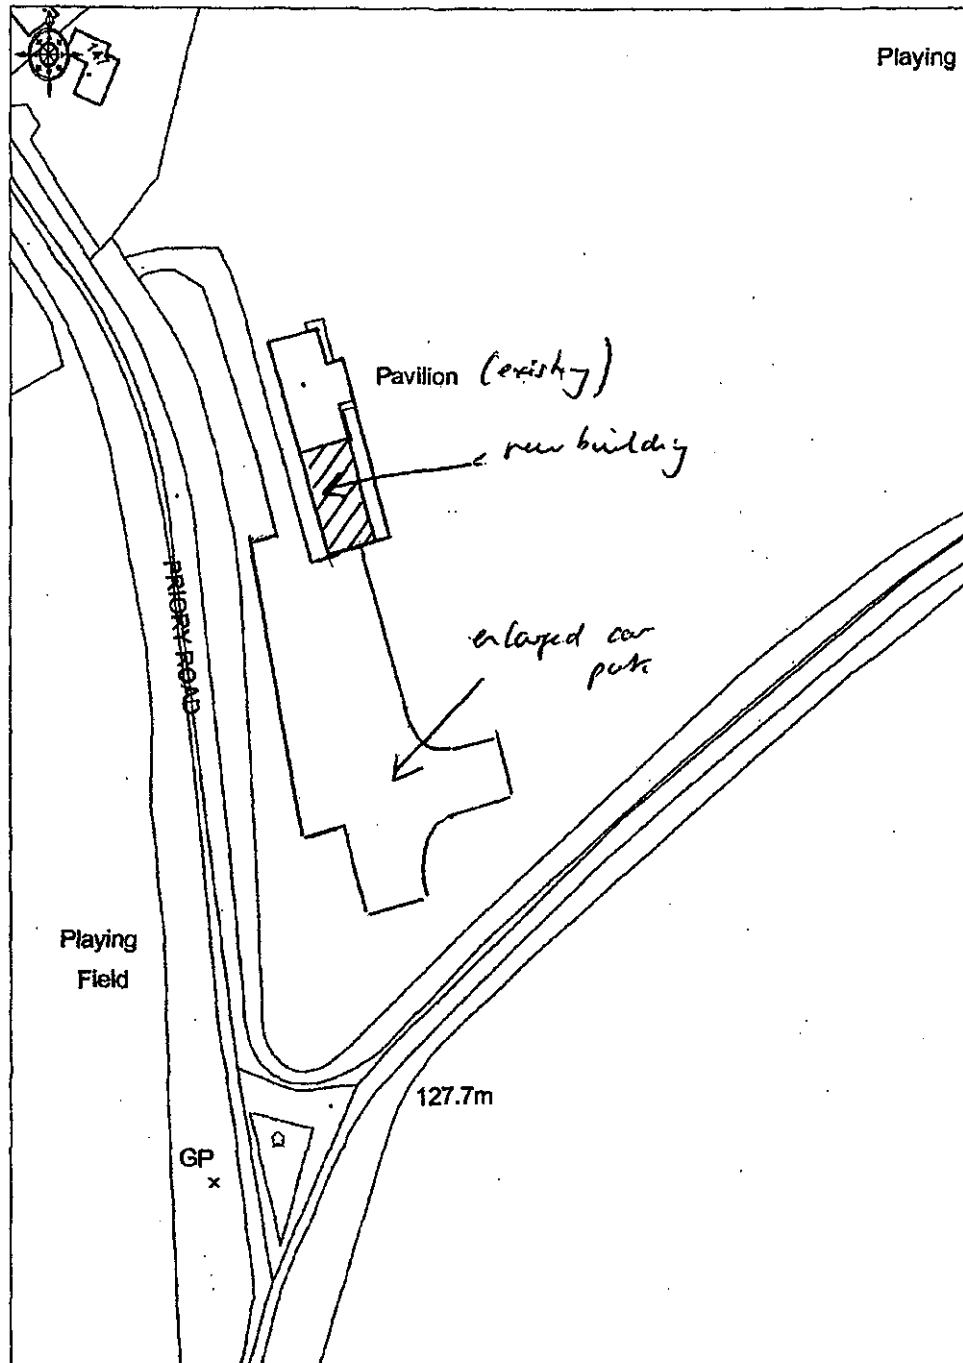 Playing
Pavilion (existing)
new building
PRIORY ROAD
enlarged car
park
Playing
Field
127.7m
GP